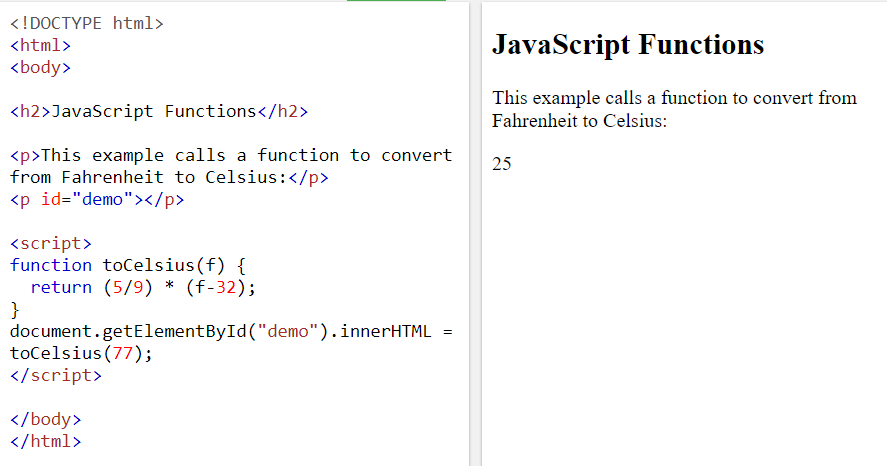 <!DOCTYPE html>
<html>
<body>
<h2>JavaScript Functions</h2>
<p>This example calls a function to convert
from Fahrenheit to Celsius:</p>
<p id="demo"></p>
<script>
function toCelsius(f) {
  return (5/9) * (f-32);
}
document.getElementById("demo").innerHTML =
toCelsius(77);
</script>
</body>
</html>
JavaScript Functions
This example calls a function to convert from
Fahrenheit to Celsius:
25